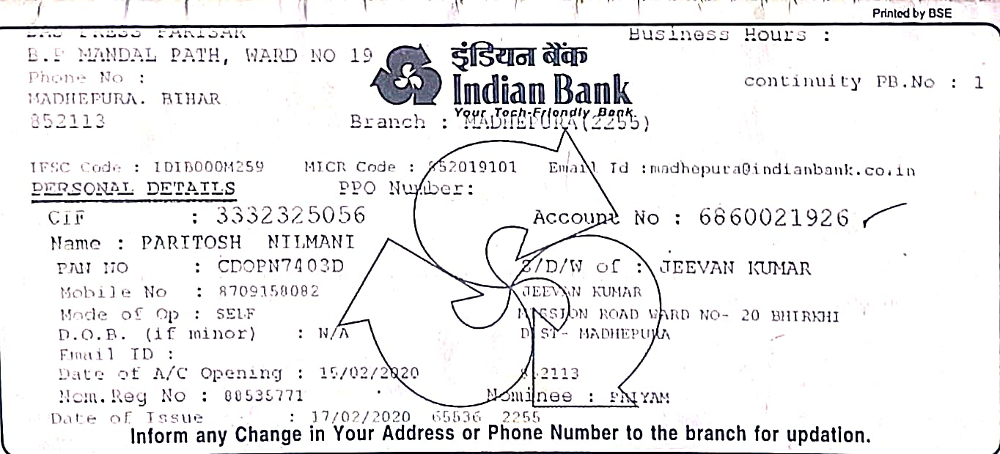 Printed by BSE
DAS PRESS PARISAR
Business Hours :
B.P MANDAL PATH, WARD NO 19
इंडियन बैंक
Phone No :
Indian Bank
continuity PB.No : 1
MADHEPURA. BIHAR
Your Tech-Friendly Bank
852113
Branch : MADHEPURA(2255)
IFSC Code : IDIB000M259 MICR Code : 852019101 Email Id :madhepura@indianbank.co.in
PERSONAL DETAILS PPO Number:
CIF : 3332325056 Account No : 6860021926
Name : PARITOSH NILMANI
PAN NO : CDOPN7403D S/D/W of : JEEVAN KUMAR
Mobile No : 8709158082 JEEVAN KUMAR
Mode of Op : SELF MISSION ROAD WARD NO- 20 BHIRKHI
D.O.B. (if minor) : N/A DIST- MADHEPURA
Email ID :
Date of A/C Opening : 15/02/2020 852113
Nom.Reg No : 88535771 Nominee :
Date of Issue : 17/02/2020 65536 2255
Inform any Change in Your Address or Phone Number to the branch for updation.